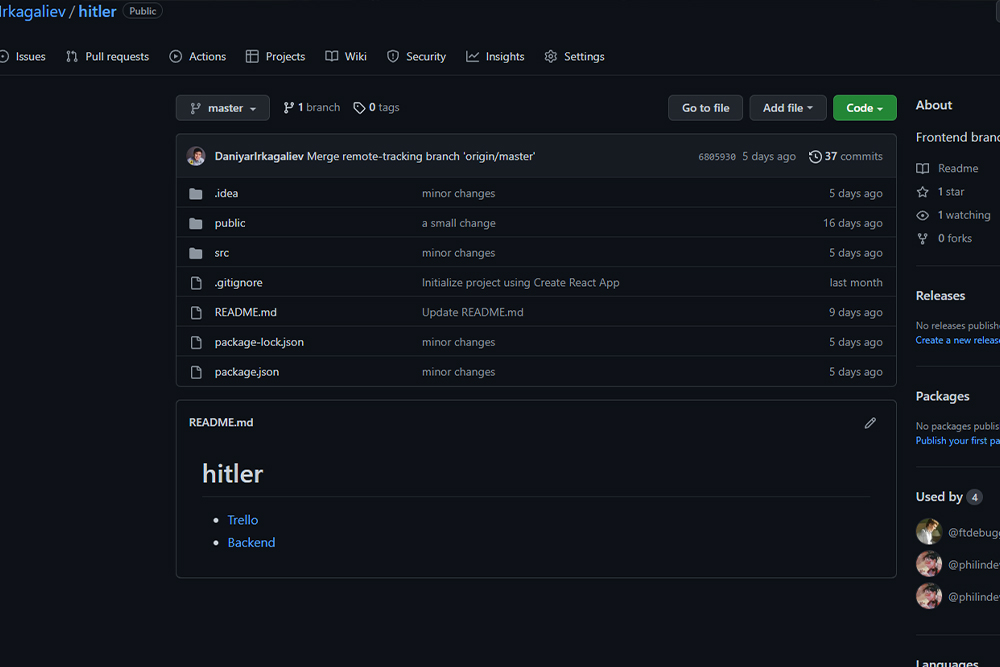 Irkagaliev / hitler Public
Issues Pull requests Actions Projects Wiki Security Insights Settings
master 1 branch 0 tags Go to file Add file Code
DaniyarIrkagaliev Merge remote-tracking branch 'origin/master' 6805930 5 days ago 37 commits
.idea minor changes 5 days ago
public a small change 16 days ago
src minor changes 5 days ago
.gitignore Initialize project using Create React App last month
README.md Update README.md 9 days ago
package-lock.json minor changes 5 days ago
package.json minor changes 5 days ago
README.md
hitler
Trello
Backend
About
Frontend branc
Readme
1 star
1 watching
0 forks
Releases
No releases publishe
Create a new release
Packages
No packages publis
Publish your first pa
Used by 4
@ftdebugg
@philindev
@philindev
Languages